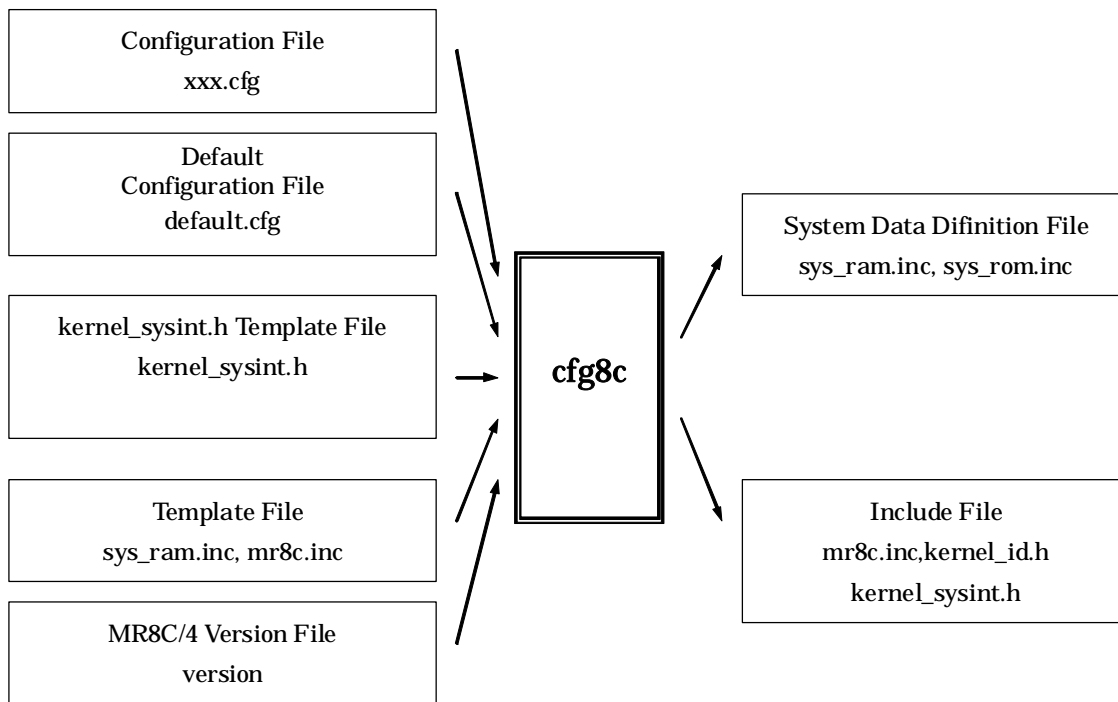 Configuration File
xxx.cfg
Default
Configuration File
default.cfg
kernel_sysint.h Template File
kernel_sysint.h
Template File
sys_ram.inc, mr8c.inc
MR8C/4 Version File
version
cfg8c
System Data Difinition File
sys_ram.inc, sys_rom.inc
Include File
mr8c.inc,kernel_id.h
kernel_sysint.h